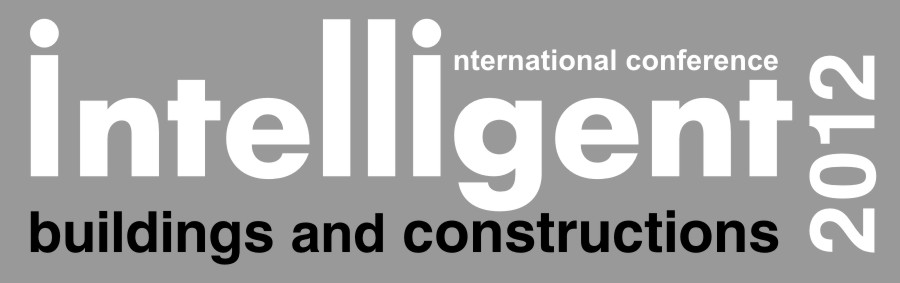 nternational conference
intelligent
buildings and constructions
2012